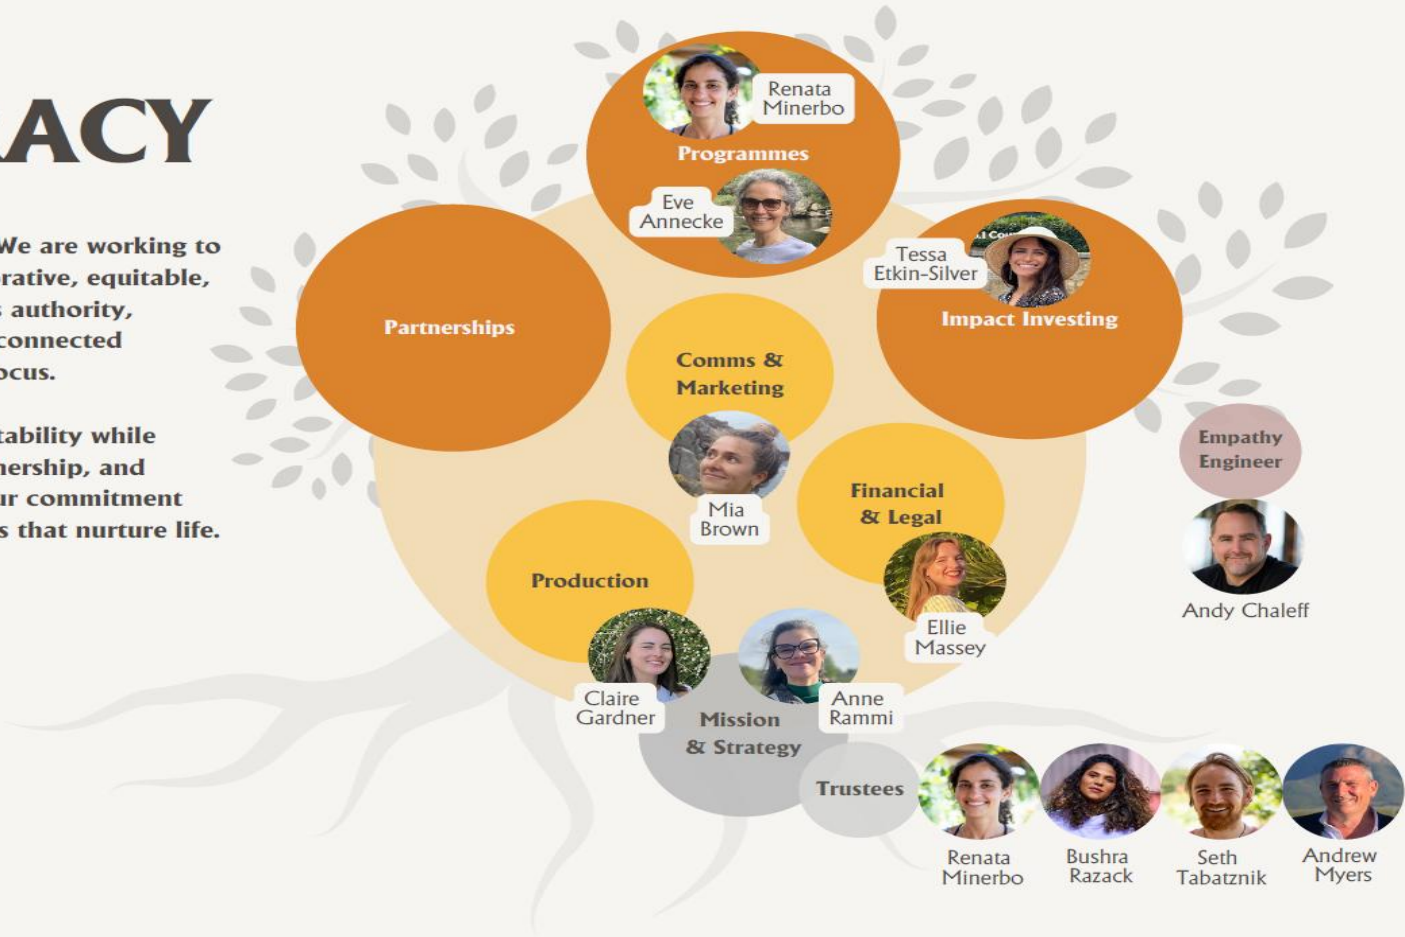 RACY
We are working to
rative, equitable,
s authority,
connected
ocus.
tability while
nership, and
ur commitment
s that nurture life.
Renata
Minerbo
Programmes
Eve
Annecke
Tessa
Etkin-Silver
Impact Investing
Partnerships
Comms &
Marketing
Mia
Brown
Financial
& Legal
Ellie
Massey
Production
Claire
Gardner
Anne
Rammi
Mission
& Strategy
Trustees
Empathy
Engineer
Andy Chaleff
Renata
Minerbo
Bushra
Razack
Seth
Tabatznik
Andrew
Myers